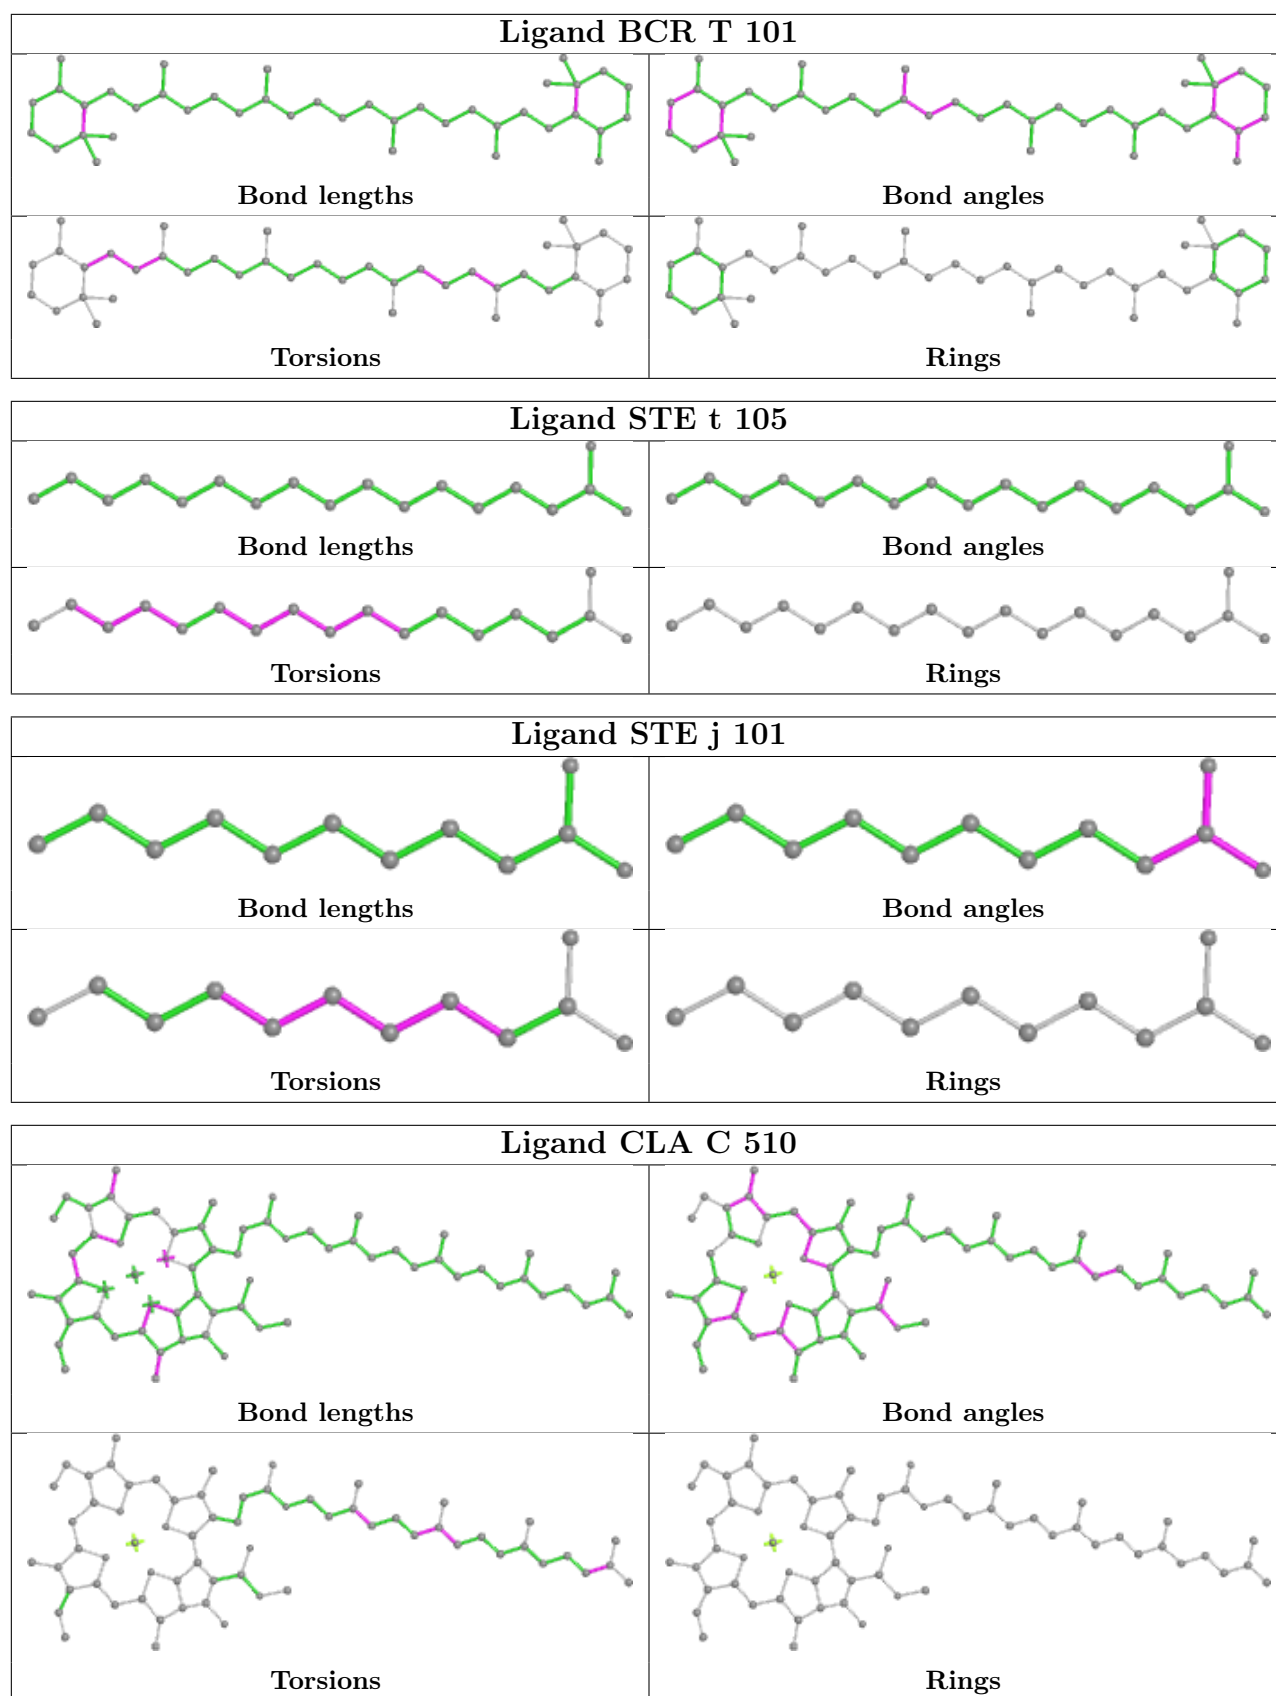 Ligand BCR T 101
Bond lengths
Bond angles
Torsions
Rings
Ligand STE t 105
Bond lengths
Bond angles
Torsions
Rings
Ligand STE j 101
Bond lengths
Bond angles
Torsions
Rings
Ligand CLA C 510
Bond lengths
Bond angles
Torsions
Rings